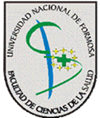 UNIVERSIDAD NACIONAL DE FORMOSA
FACULTAD DE CIENCIAS DE LA SALUD